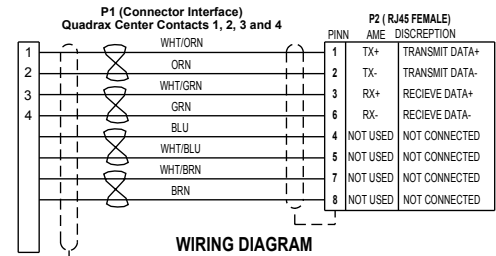 P1 (Connector Interface)
Quadrax Center Contacts 1, 2, 3 and 4
P2 ( RJ45 FEMALE)
PINN AME DISCREPTION
1 WHT/ORN 1 TX+ TRANSMIT DATA+
2 ORN 2 TX- TRANSMIT DATA-
3 WHT/GRN 3 RX+ RECIEVE DATA+
4 GRN 6 RX- RECIEVE DATA-
BLU 4 NOT USED NOT CONNECTED
WHT/BLU 5 NOT USED NOT CONNECTED
WHT/BRN 7 NOT USED NOT CONNECTED
BRN 8 NOT USED NOT CONNECTED
WIRING DIAGRAM